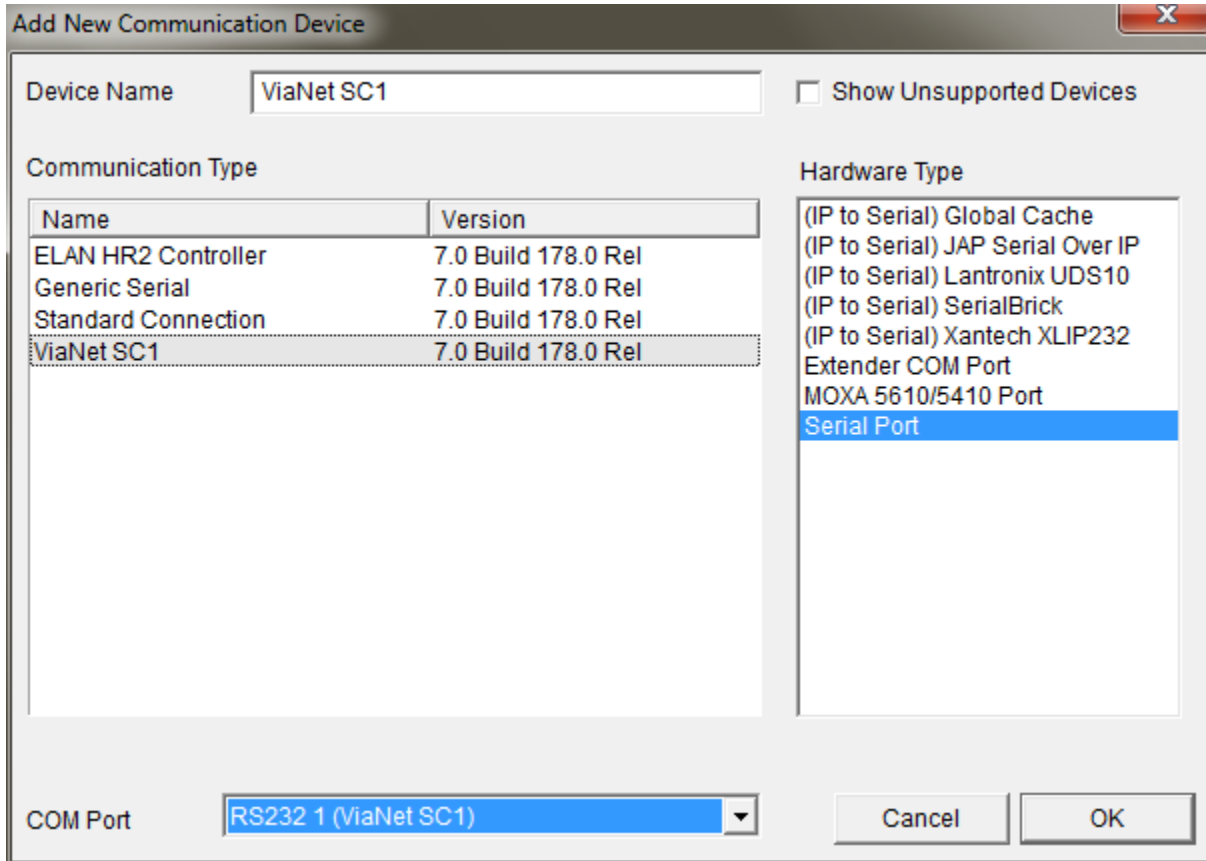 Add New Communication Device
x
Device Name
ViaNet SC1
Show Unsupported Devices
Communication Type
Name Version
ELAN HR2 Controller 7.0 Build 178.0 Rel
Generic Serial 7.0 Build 178.0 Rel
Standard Connection 7.0 Build 178.0 Rel
ViaNet SC1 7.0 Build 178.0 Rel
Hardware Type
(IP to Serial) Global Cache
(IP to Serial) JAP Serial Over IP
(IP to Serial) Lantronix UDS10
(IP to Serial) SerialBrick
(IP to Serial) Xantech XLIP232
Extender COM Port
MOXA 5610/5410 Port
Serial Port
COM Port
RS232 1 (ViaNet SC1)
Cancel
OK